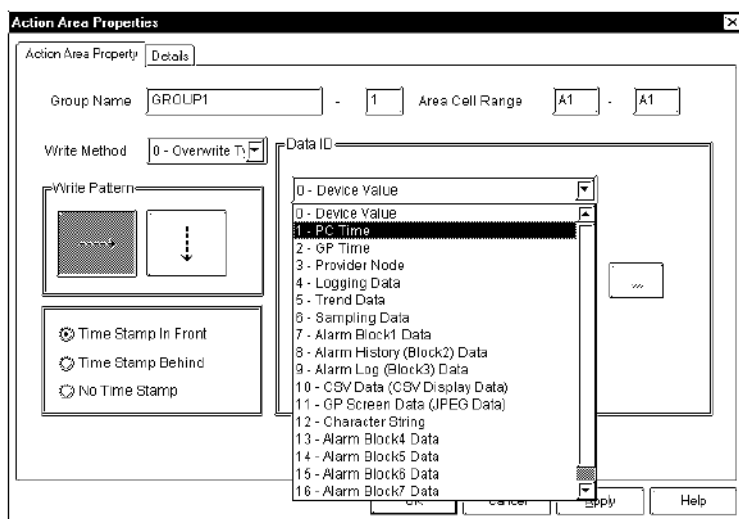 Action Area Properties
Action Area Property Details
Group Name GROUP1 - 1 Area Cell Range A1 - A1
Write Method 0 - Overwrite Ty
Data ID
Write Pattern
0 - Device Value
0 - Device Value
1 - PC Time
2 - GP Time
3 - Provider Node
4 - Logging Data
5 - Trend Data
6 - Sampling Data
7 - Alarm Block1 Data
8 - Alarm History (Block2) Data
9 - Alarm Log (Block3) Data
10 - CSV Data (CSV Display Data)
11 - GP Screen Data (JPEG Data)
12 - Character String
13 - Alarm Block4 Data
14 - Alarm Block5 Data
15 - Alarm Block6 Data
16 - Alarm Block7 Data
...
Time Stamp In Front
Time Stamp Behind
No Time Stamp
OK Cancel Apply Help